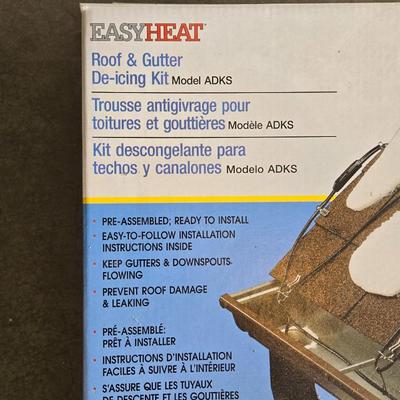 EASYHEAT
Roof & Gutter
De-icing Kit Model ADKS
Trousse antigivrage pour
toitures et gouttières Modèle ADKS
Kit descongelante para
techos y canalones Modelo ADKS
• PRE-ASSEMBLED; READY TO INSTALL
• EASY-TO-FOLLOW INSTALLATION
INSTRUCTIONS INSIDE
• KEEP GUTTERS & DOWNSPOUTS
FLOWING
• PREVENT ROOF DAMAGE
& LEAKING
• PRÉ-ASSEMBLÉ:
PRÊT À INSTALLER
• INSTRUCTIONS D'INSTALLATION
FACILES À SUIVRE À L'INTÉRIEUR
• S'ASSURE QUE LES TUYAUX
DE DESCENTE ET LES GOUTTIÈRES